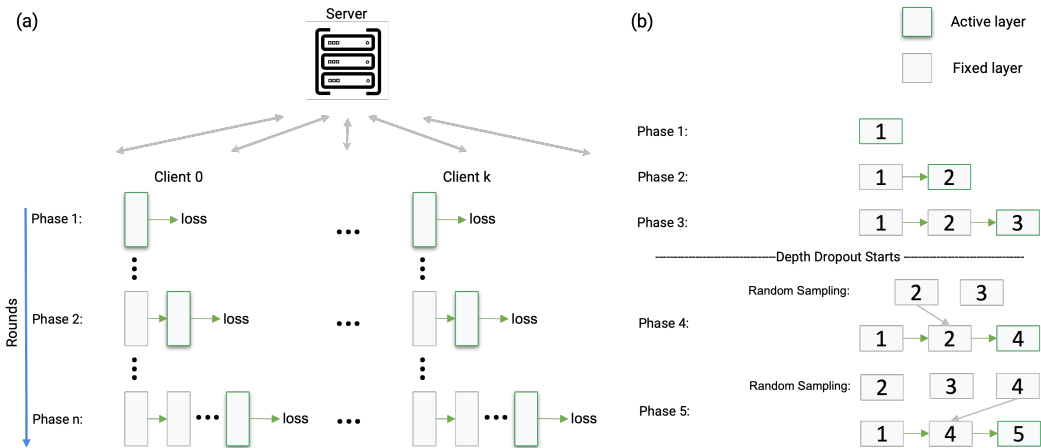 (a)
Server
Client 0
Client k
Rounds
Phase 1:
loss
...
loss
Phase 2:
loss
...
loss
Phase n:
...
loss
...
...
loss
(b)
Active layer
Fixed layer
Phase 1:
1
Phase 2:
1 2
Phase 3:
1 2 3
Depth Dropout Starts
Random Sampling:
2 3
Phase 4:
1 2 4
Random Sampling:
2 3 4
Phase 5:
1 4 5